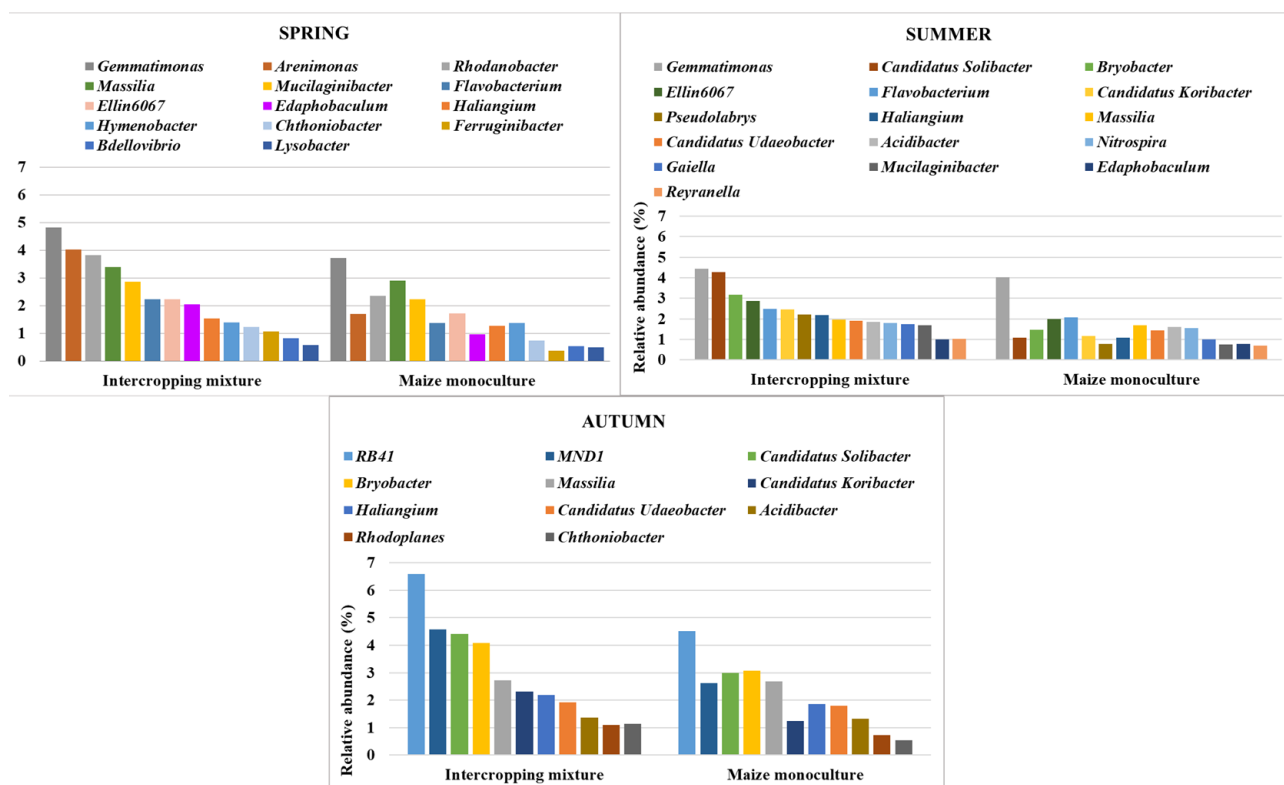 SPRING
Gemmatimonas Arenimonas Rhodanobacter
Massilia Mucilaginibacter Flavobacterium
Ellin6067 Edaphobaculum Haliangium
Hymenobacter Chthoniobacter Ferruginibacter
Bdellovibrio Lysobacter
7
6
5
4
3
2
1
0
Intercropping mixture Maize monoculture
SUMMER
Gemmatimonas Candidatus Solibacter Bryobacter
Ellin6067 Flavobacterium Candidatus Koribacter
Pseudolabrys Haliangium Massilia
Candidatus Udaeobacter Acidibacter Nitrospira
Gaiella Mucilaginibacter Edaphobaculum
Reyranella
Relative abundance (%)
7
6
5
4
3
2
1
0
Intercropping mixture Maize monoculture
AUTUMN
RB41 MND1 Candidatus Solibacter
Bryobacter Massilia Candidatus Koribacter
Haliangium Candidatus Udaeobacter Acidibacter
Rhodoplanes Chthoniobacter
Relative abundance (%)
7
6
5
4
3
2
1
0
Intercropping mixture Maize monoculture